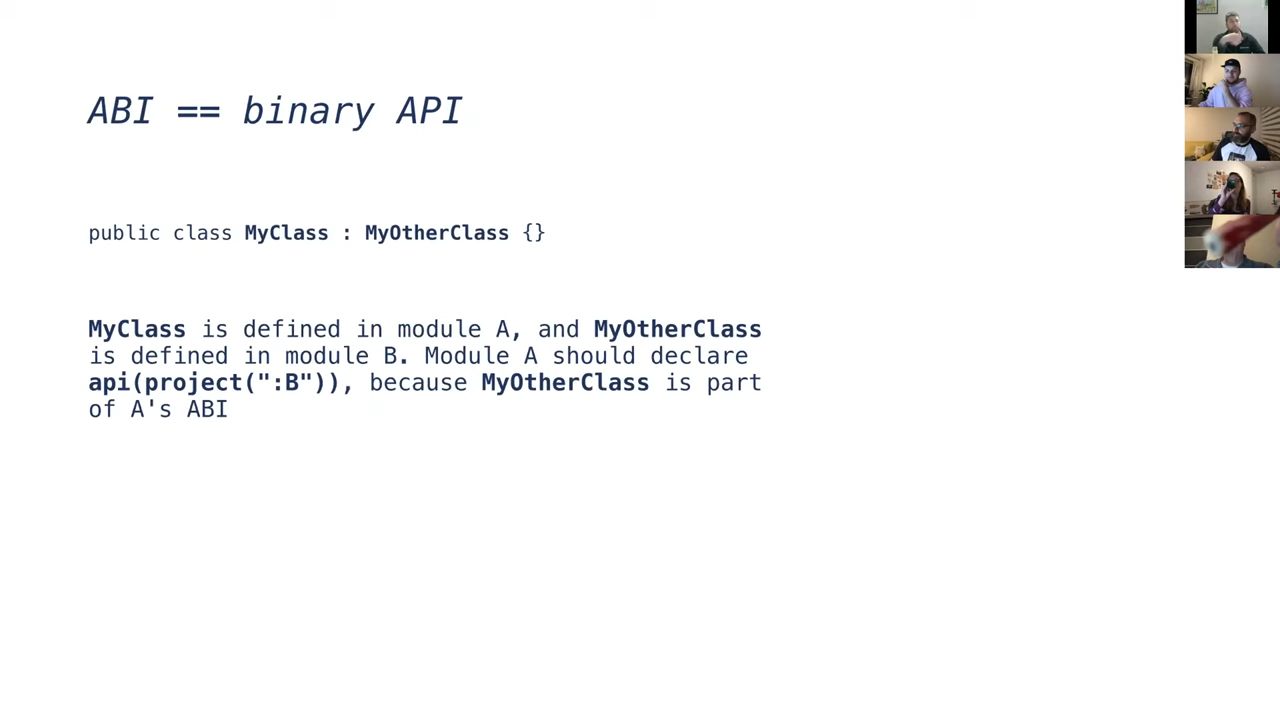 ABI == binary API
public class MyClass : MyOtherClass {}
MyClass is defined in module A, and MyOtherClass
is defined in module B. Module A should declare
api(project(":B")), because MyOtherClass is part
of A's ABI